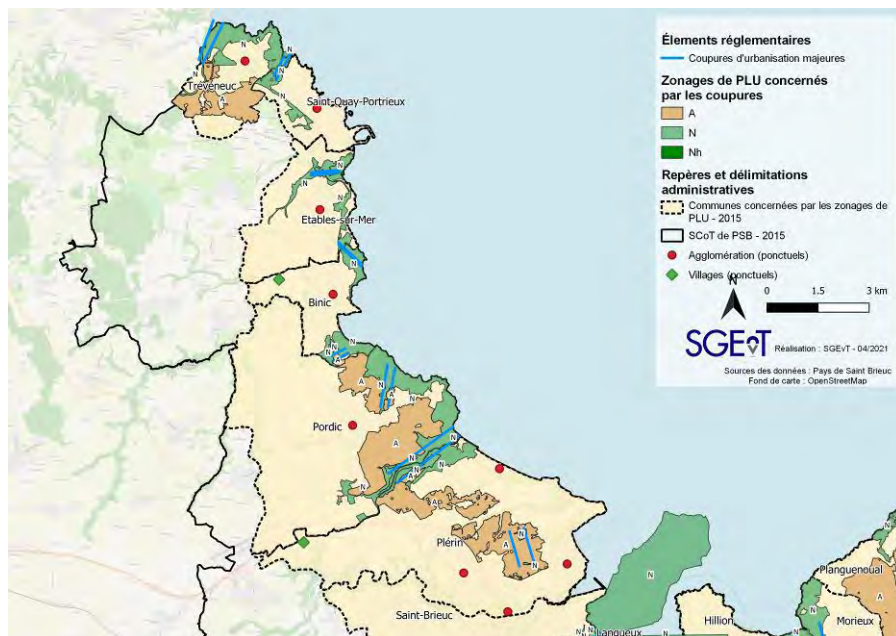 Élements réglementaires
Coupures d'urbanisation majeures
Zonages de PLU concernés
par les coupures
A
N
Nh
Repères et délimitations
administratives
Communes concernées par les zonages de
PLU - 2015
SCoT de PSB - 2015
Agglomération (ponctuels)
Villages (ponctuels)
N
0 1.5 3 km
SGEvT
Réalisation : SGEvT - 04/2021
Sources des données : Pays de Saint Brieuc
Fond de carte : OpenStreetMap
N
N
N
N
N
Tréveneuc
A
N
Saint-Quay-Portrieux
N
N
Etables-sur-Mer
N
N
Binic
N
N
N
A
N
A
N
Pordic
A
N
N
N
N
A
N
A
N
Plérin
A
N
N
Saint-Brieuc
N
Langueux
N
Hillion
Planguenoual
A
N
Morieux